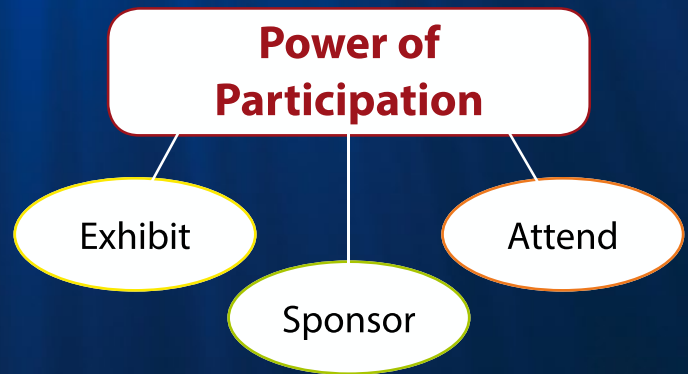 Power of
Participation
Exhibit
Attend
Sponsor